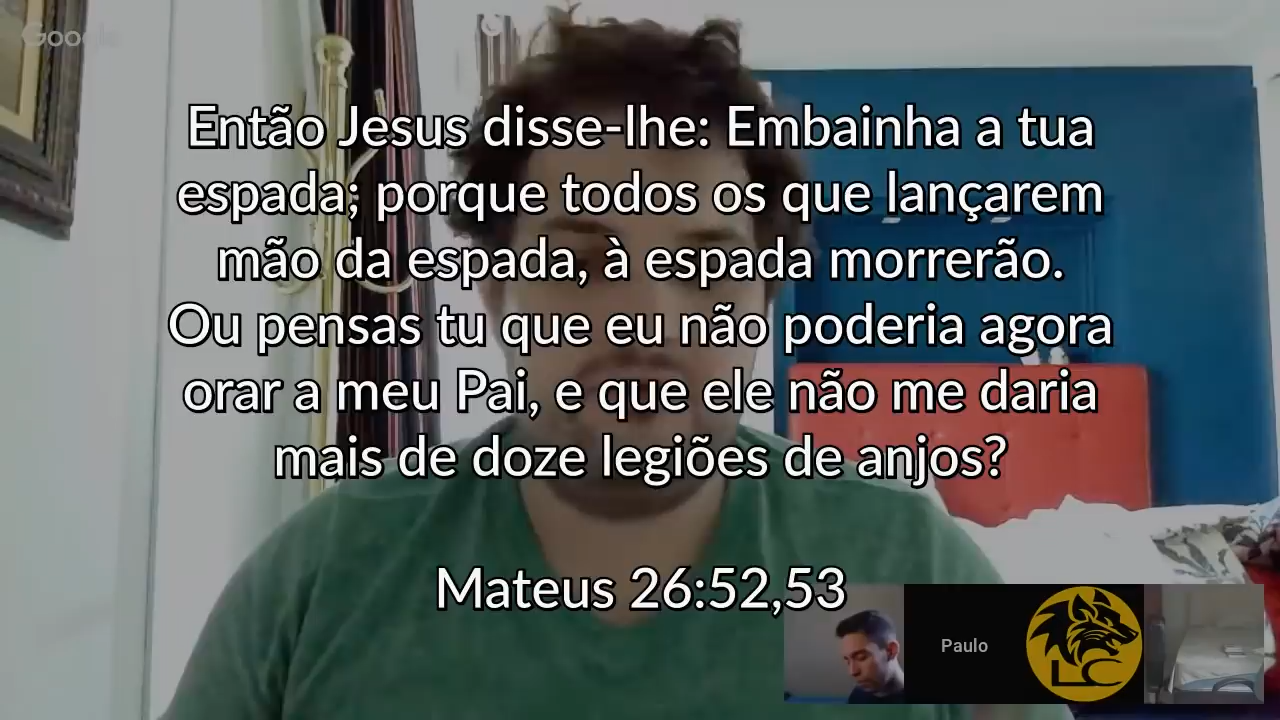 Google
Então Jesus disse-lhe: Embainha a tua
espada; porque todos os que lançarem
mão da espada, à espada morrerão.
Ou pensas tu que eu não poderia agora
orar a meu Pai, e que ele não me daria
mais de doze legiões de anjos?
Mateus 26:52,53
Paulo
LC